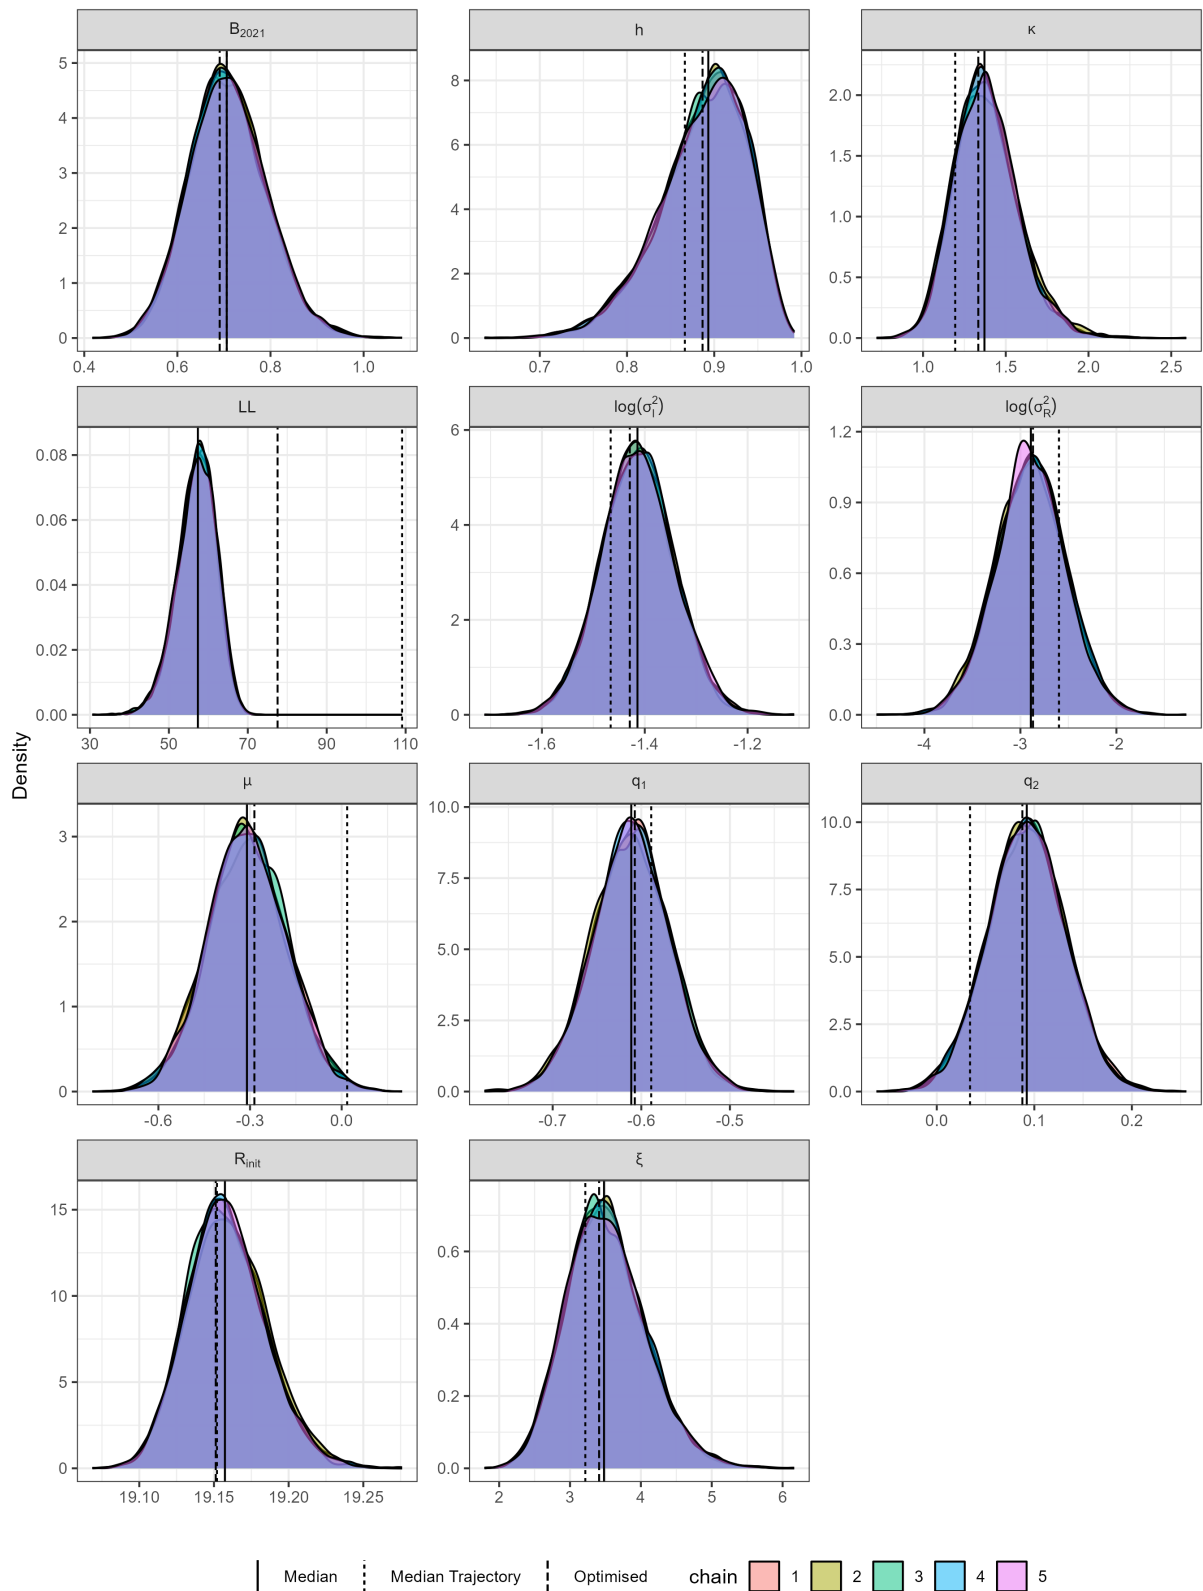 B₂₀₂₁ h κ
5 4 3 2 1 0
8 6 4 2 0
2.0 1.5 1.0 0.5 0.0
0.4 0.6 0.8 1.0
0.7 0.8 0.9 1.0
1.0 1.5 2.0 2.5
LL log(σ_I^2) log(σ_R^2)
0.08 0.06 0.04 0.02 0.00
6 4 2 0
1.2 0.9 0.6 0.3 0.0
30 50 70 90 110
-1.6 -1.4 -1.2
-4 -3 -2
Density
μ q₁ q₂
3 2 1 0
10.0 7.5 5.0 2.5 0.0
10.0 7.5 5.0 2.5 0.0
-0.6 -0.3 0.0
-0.7 -0.6 -0.5
0.0 0.1 0.2
R_init ξ
15 10 5 0
0.6 0.4 0.2 0.0
19.10 19.15 19.20 19.25
2 3 4 5 6
Median Median Trajectory Optimised chain 1 2 3 4 5